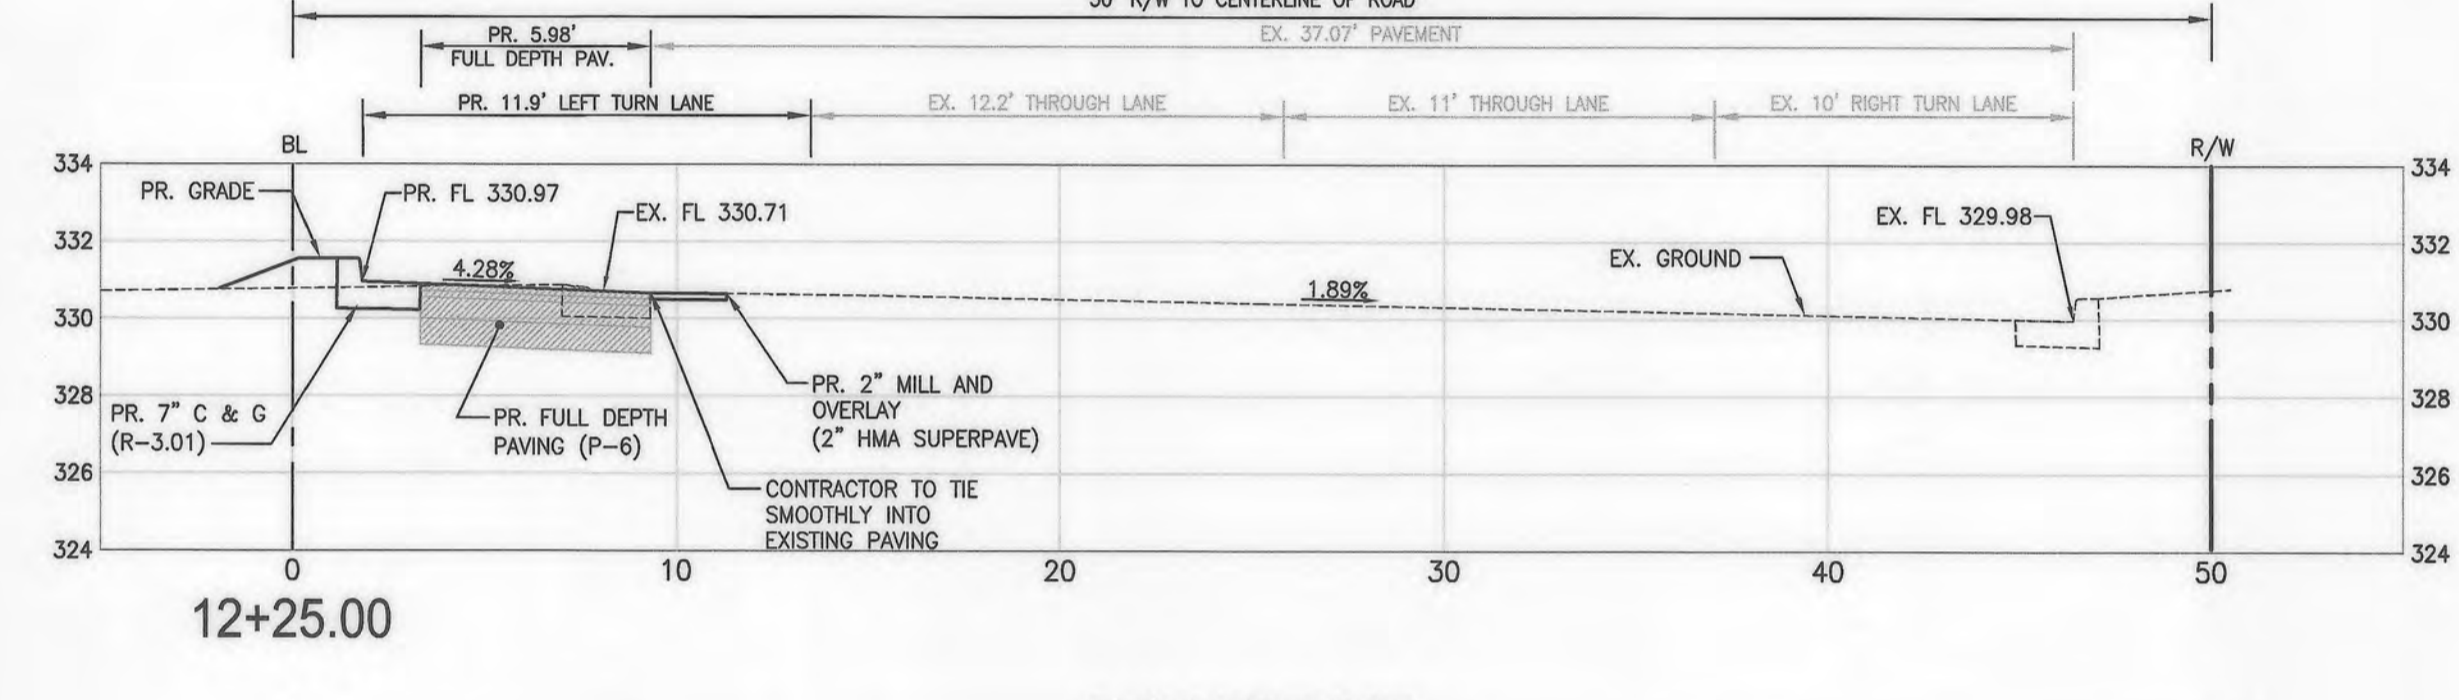 R/W TO CENTERLINE OF ROAD
PR. 5.98'
FULL DEPTH PAV.
EX. 37.07' PAVEMENT
PR. 11.9' LEFT TURN LANE
EX. 12.2' THROUGH LANE
EX. 11' THROUGH LANE
EX. 10' RIGHT TURN LANE
BL
R/W
334
334
PR. GRADE
PR. FL 330.97
EX. FL 330.71
EX. FL 329.98
332
332
4.28%
EX. GROUND
1.89%
330
330
328
328
PR. 7" C & G
(R-3.01)
PR. FULL DEPTH
PAVING (P-6)
PR. 2" MILL AND
OVERLAY
(2" HMA SUPERPAVE)
326
326
CONTRACTOR TO TIE
SMOOTHLY INTO
EXISTING PAVING
324
324
0
10
20
30
40
50
12+25.00